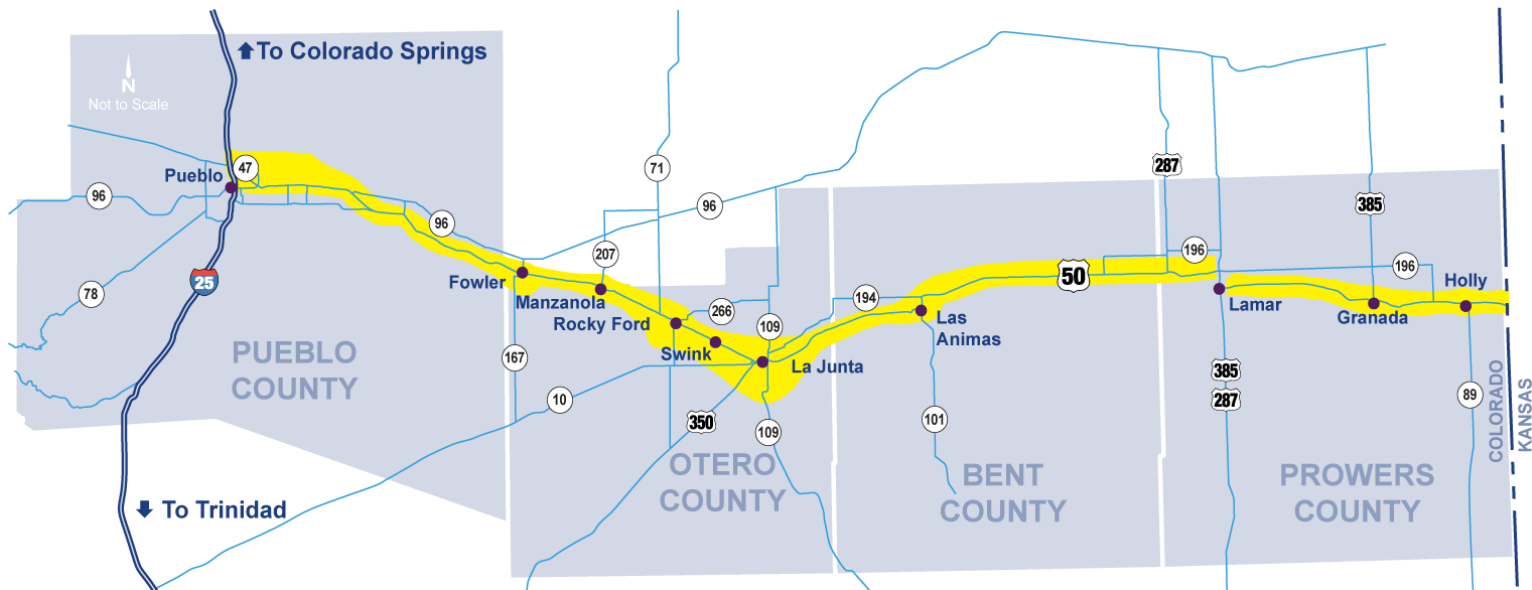 To Colorado Springs
N
Not to Scale
71
47
Pueblo
287
96
96
385
96
207
196
196
50
Fowler
25
Holly
78
Manzanola
194
Lamar
Granada
266
Rocky Ford
109
Las
Animas
Swink
167
La Junta
PUEBLO
COUNTY
385
287
10
350
101
89
109
COLORADO
KANSAS
OTERO
COUNTY
BENT
COUNTY
PROWERS
COUNTY
To Trinidad